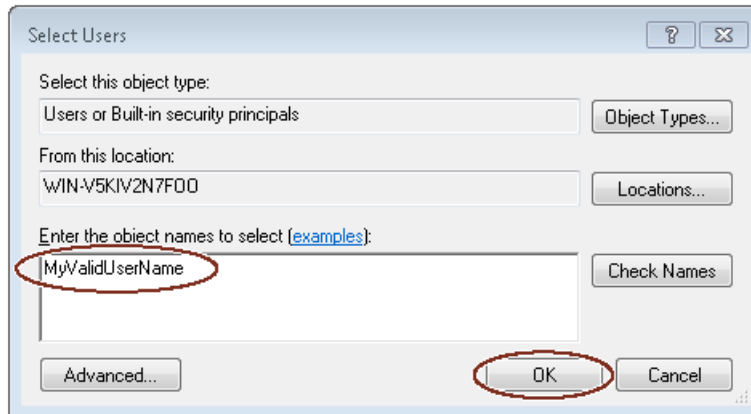 Select Users
Select this object type:
Users or Built-in security principals
Object Types...
From this location:
WIN-V5KIV2N7FOO
Locations...
Enter the object names to select (examples):
MyValidUserName
Check Names
Advanced...
OK
Cancel